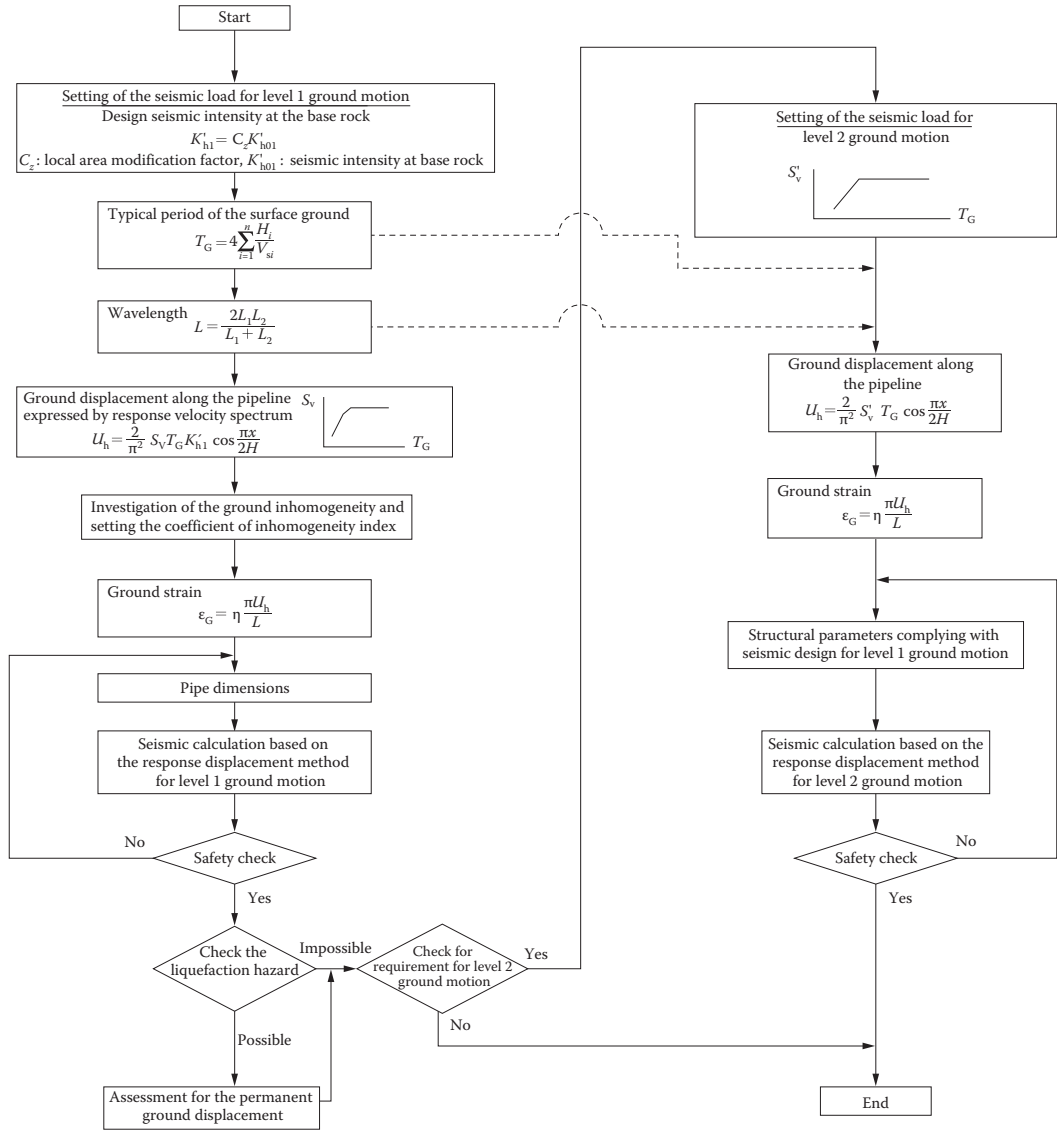 Start
Setting of the seismic load for level 1 ground motion
Design seismic intensity at the base rock
K'h1 = CzK'h01
Cz : local area modification factor, K'h01 : seismic intensity at base rock
Typical period of the surface ground
TG = 4 n∑i=1 Hi/Vsi
Wavelength L = 2L1L2/L1 + L2
Ground displacement along the pipeline
expressed by response velocity spectrum
Uh = 2/π² SVTGK'h1 cos πx/2H
Sv
TG
Investigation of the ground inhomogeneity and
setting the coefficient of inhomogeneity index
Ground strain
εG = η πUh/L
Pipe dimensions
Seismic calculation based on
the response displacement method
for level 1 ground motion
No
Safety check
Yes
Check the
liquefaction hazard
Impossible
Possible
Assessment for the permanent
ground displacement
Check for
requirement for level 2
ground motion
Yes
No
Setting of the seismic load for
level 2 ground motion
S'v
TG
Ground displacement along
the pipeline
Uh = 2/π² S'v TG cos πx/2H
Ground strain
εG = η πUh/L
Structural parameters complying with
seismic design for level 1 ground motion
Seismic calculation based on the
response displacement method
for level 2 ground motion
No
Safety check
Yes
End